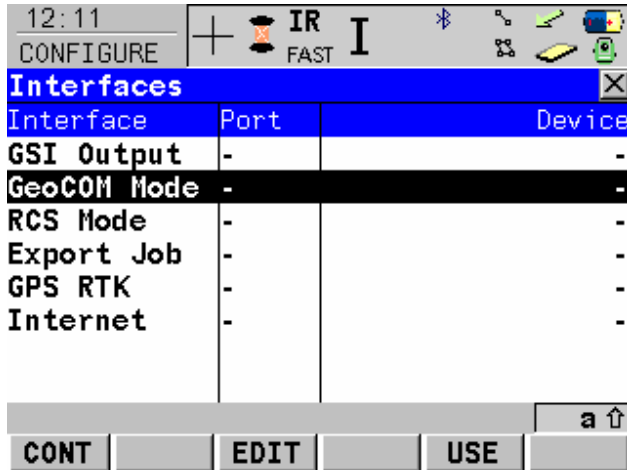 12:11
CONFIGURE
IR
FAST
I
Interfaces
Interface Port Device
GSI Output - -
GeoCOM Mode - -
RCS Mode - -
Export Job - -
GPS RTK - -
Internet - -
a
CONT EDIT USE